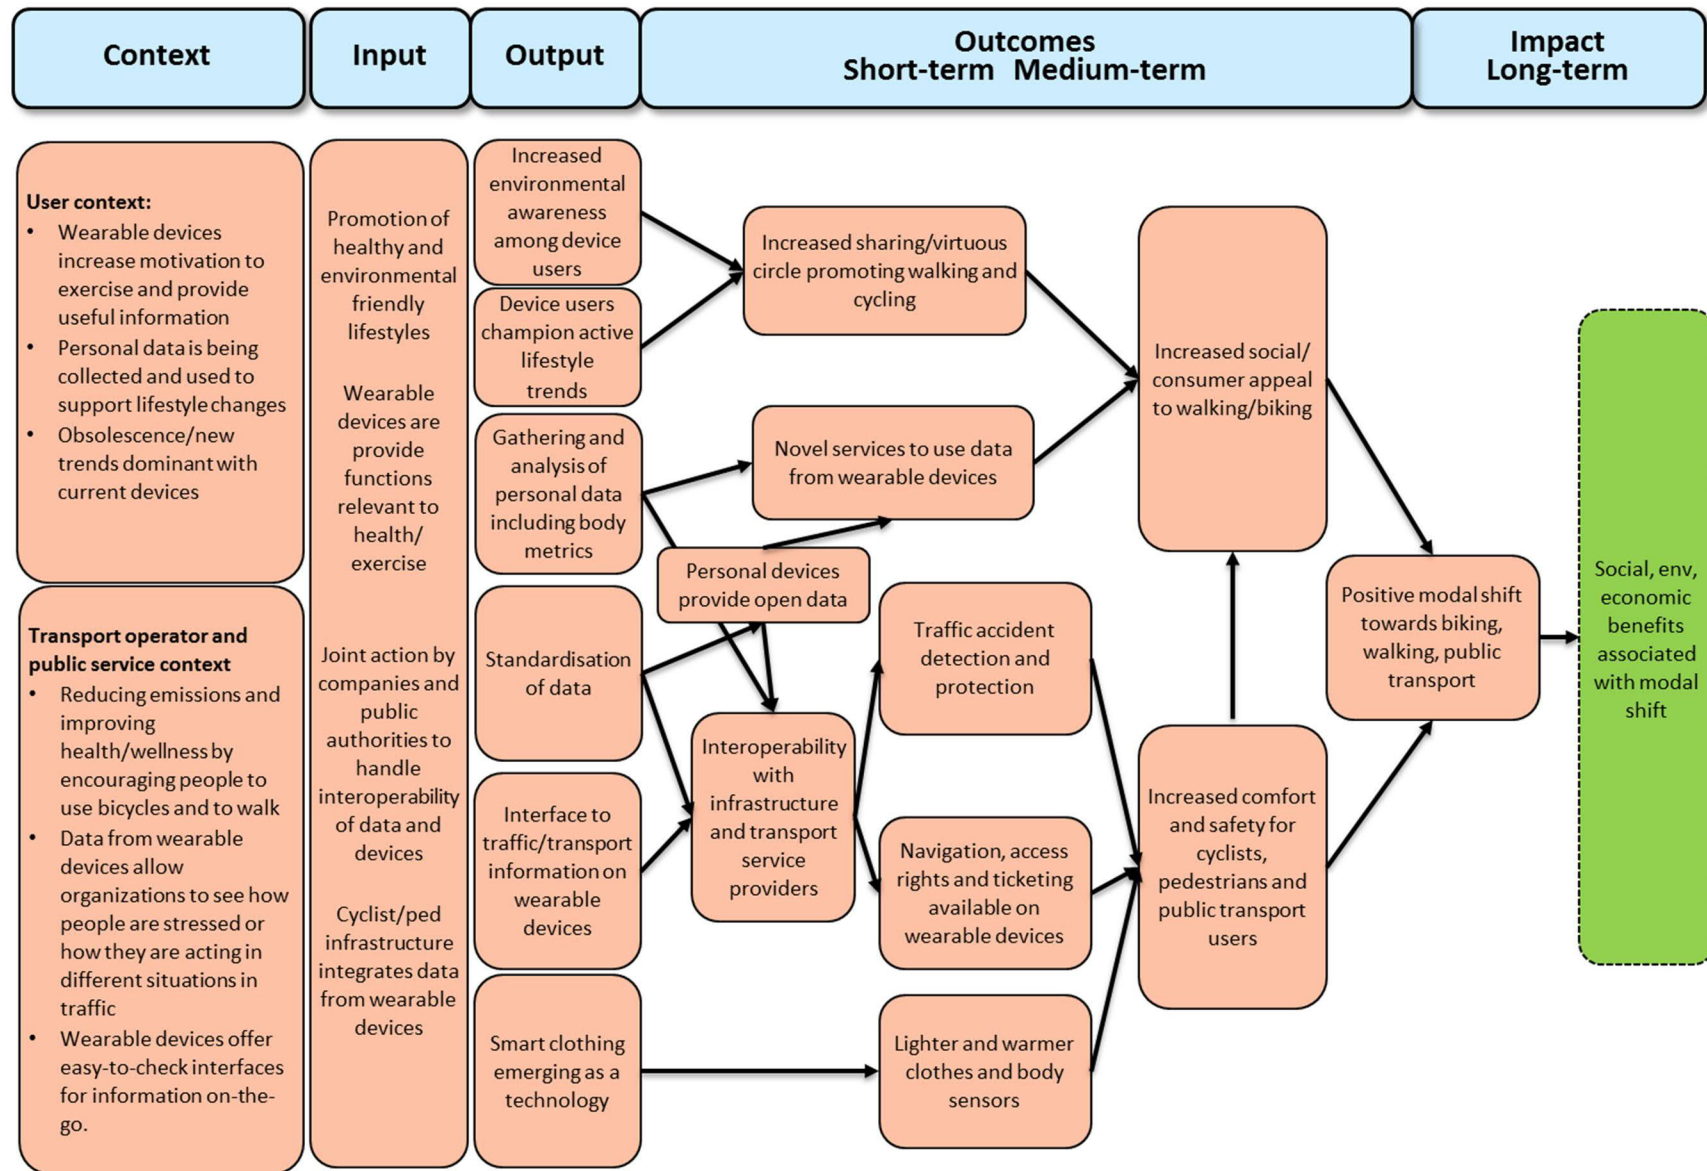 Context
Input
Output
Outcomes
Short-term Medium-term
Impact
Long-term
User context:
• Wearable devices
increase motivation to
exercise and provide
useful information
• Personal data is being
collected and used to
support lifestyle changes
• Obsolescence/new
trends dominant with
current devices
Transport operator and
public service context
• Reducing emissions and
improving
health/wellness by
encouraging people to
use bicycles and to walk
• Data from wearable
devices allow
organizations to see how
people are stressed or
how they are acting in
different situations in
traffic
• Wearable devices offer
easy-to-check interfaces
for information on-the-
go.
Promotion of
healthy and
environmental
friendly
lifestyles
Wearable
devices are
provide
functions
relevant to
health/
exercise
Joint action by
companies and
public
authorities to
handle
interoperability
of data and
devices
Cyclist/ped
infrastructure
integrates data
from wearable
devices
Increased
environmental
awareness
among device
users
Device users
champion active
lifestyle
trends
Gathering and
analysis of
personal data
including body
metrics
Standardisation
of data
Interface to
traffic/transport
information on
wearable
devices
Smart clothing
emerging as a
technology
Increased sharing/virtuous
circle promoting walking and
cycling
Novel services to use data
from wearable devices
Personal devices
provide open data
Interoperability
with
infrastructure
and transport
service
providers
Traffic accident
detection and
protection
Navigation, access
rights and ticketing
available on
wearable devices
Lighter and warmer
clothes and body
sensors
Increased social/
consumer appeal
to walking/biking
Increased comfort
and safety for
cyclists,
pedestrians and
public transport
users
Positive modal shift
towards biking,
walking, public
transport
Social, env,
economic
benefits
associated
with modal
shift